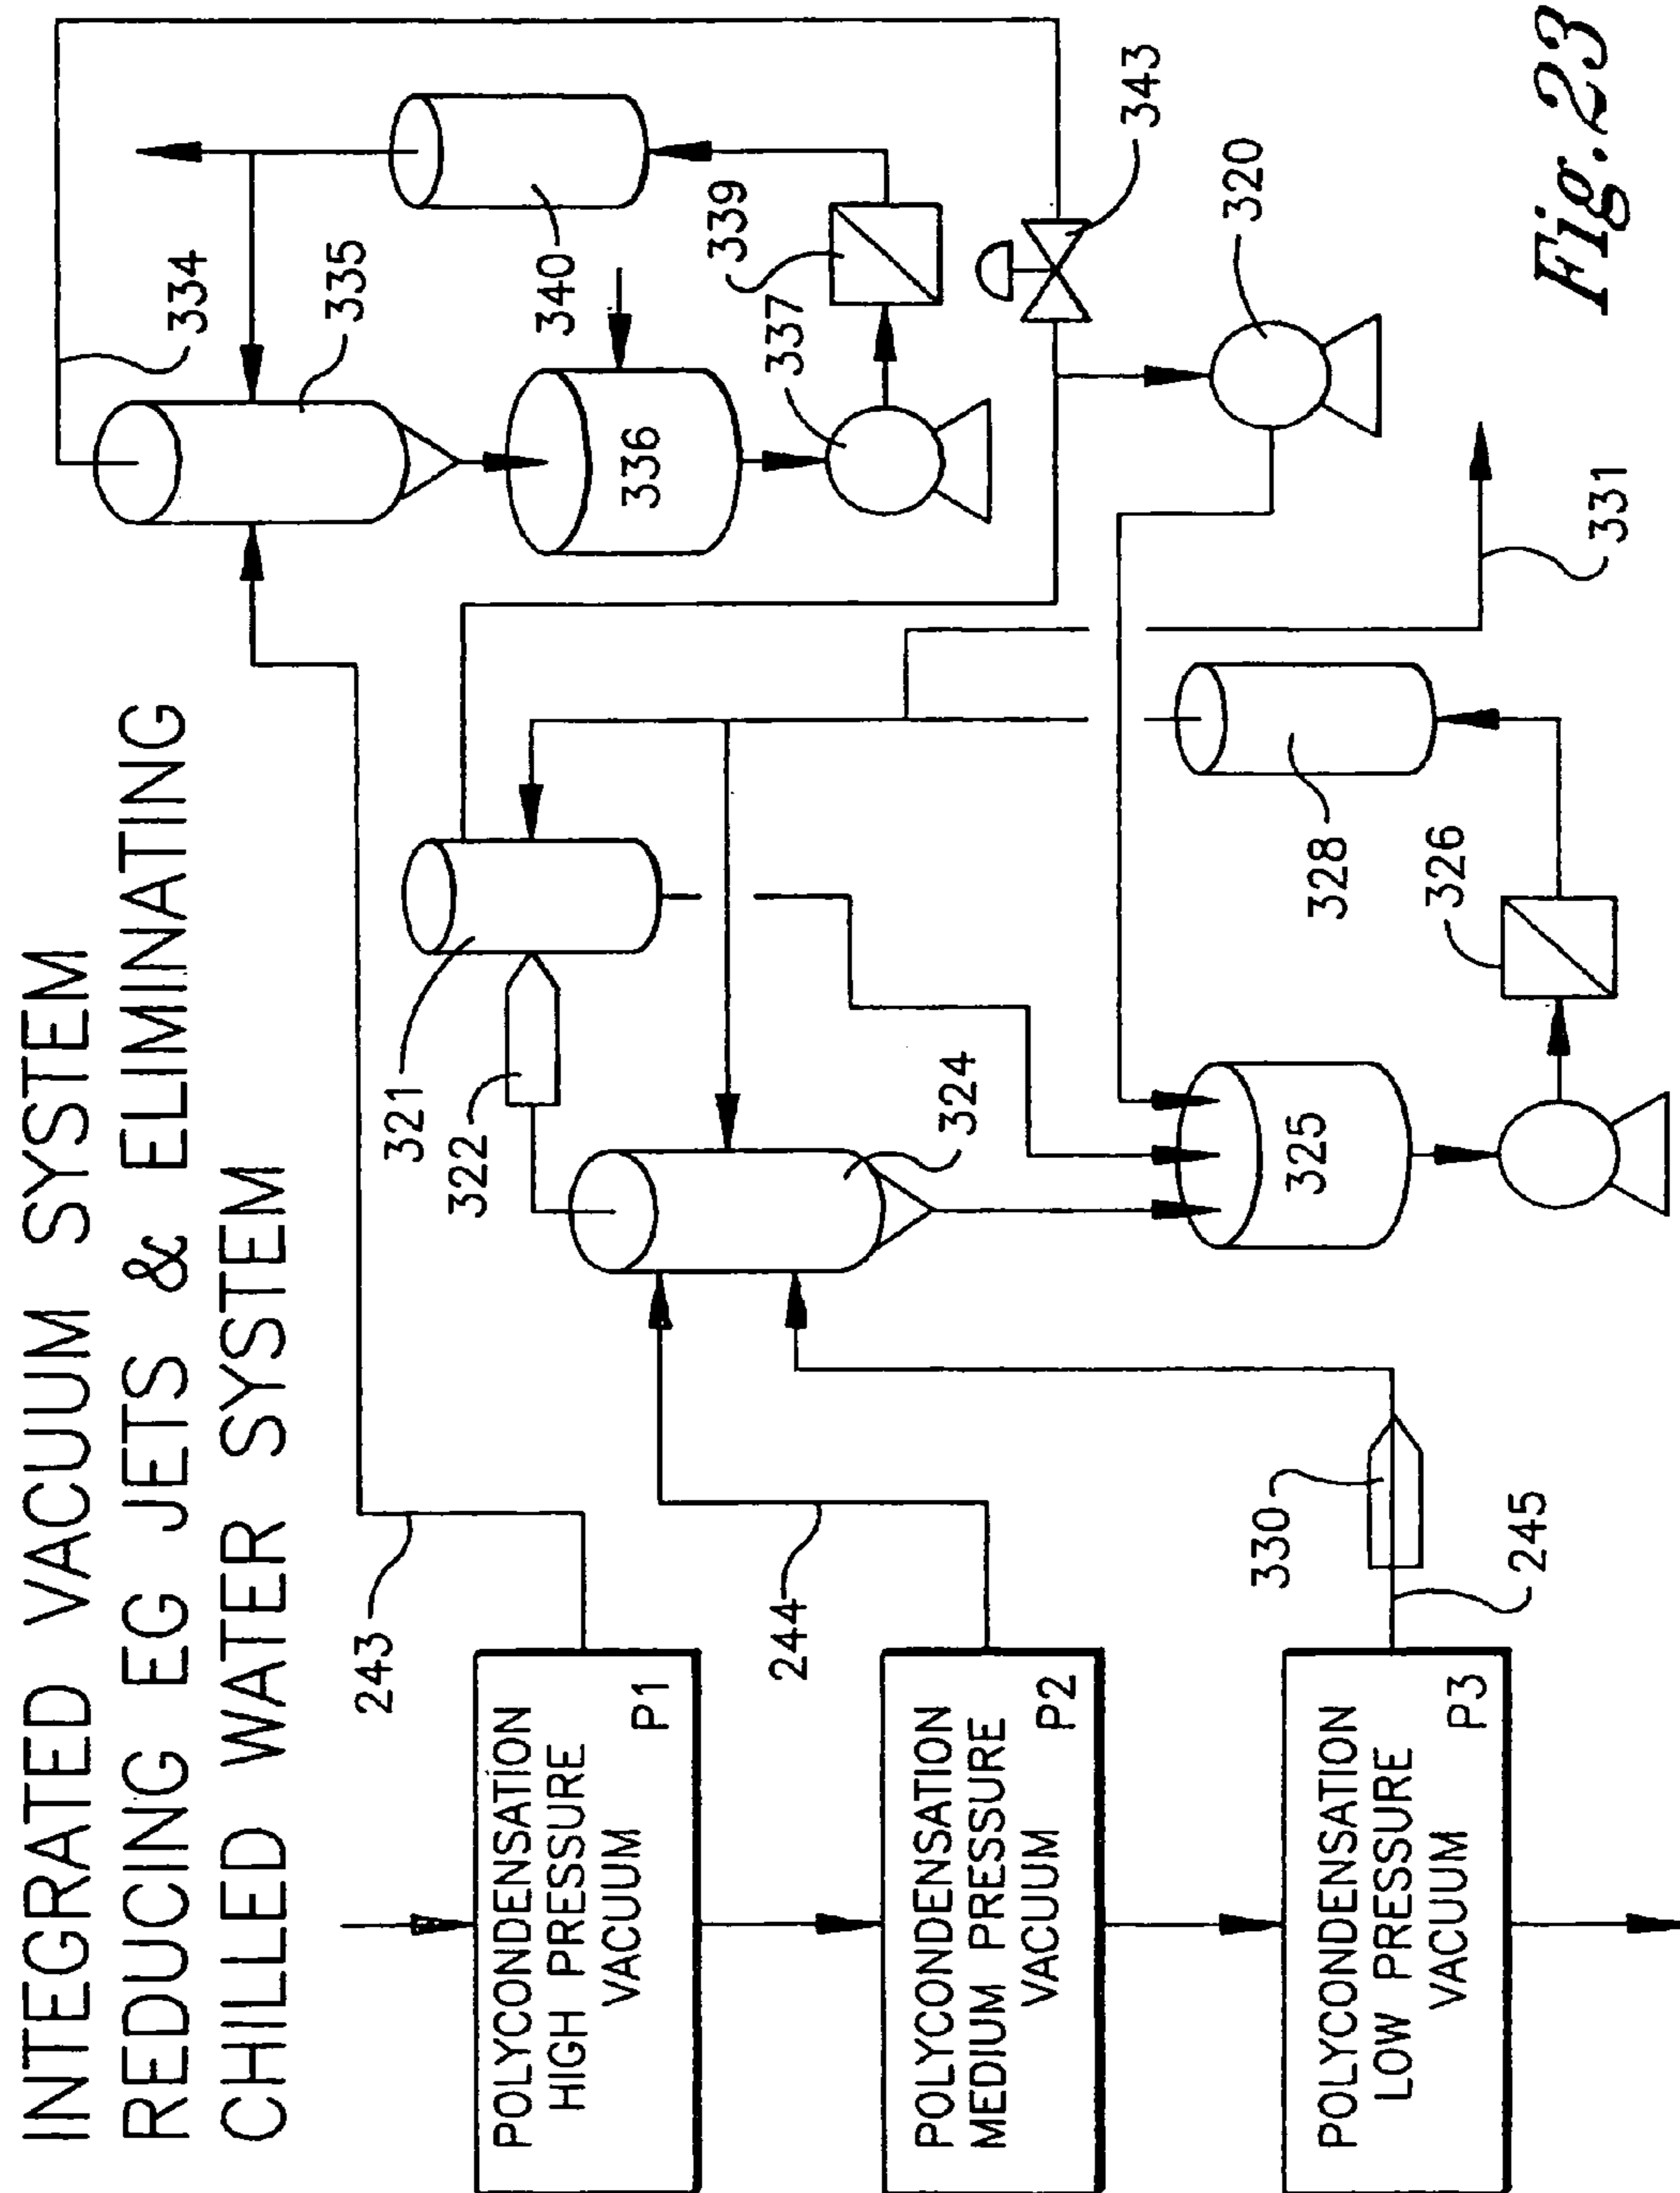 INTEGRATED VACUUM SYSTEM
REDUCING EG JETS & ELIMINATING
CHILLED WATER SYSTEM
334
335
340
336
337
339
343
320
331
321
322
324
325
326
328
243
244
330
245
POLYCONDENSATION
HIGH PRESSURE
VACUUM
P1
POLYCONDENSATION
MEDIUM PRESSURE
VACUUM
P2
POLYCONDENSATION
LOW PRESSURE
VACUUM
P3
Fig. 23